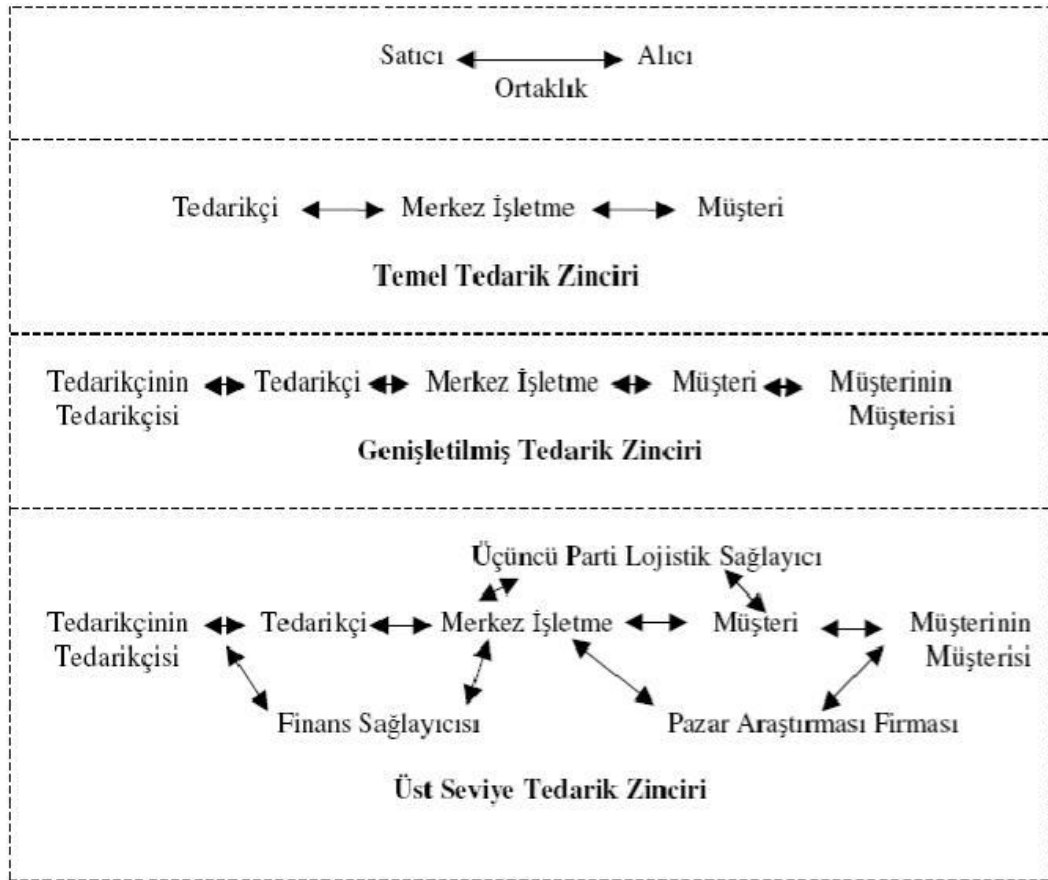 Satıcı Alıcı
Ortaklık
Tedarikçi Merkez İşletme Müşteri
Temel Tedarik Zinciri
Tedarikçinin Tedarikçi Merkez İşletme Müşteri Müşterinin
Tedarikçisi Müşterisi
Genişletilmiş Tedarik Zinciri
Üçüncü Parti Lojistik Sağlayıcı
Tedarikçinin Tedarikçi Merkez İşletme Müşteri Müşterinin
Tedarikçisi Müşterisi
Finans Sağlayıcısı Pazar Araştırması Firması
Üst Seviye Tedarik Zinciri